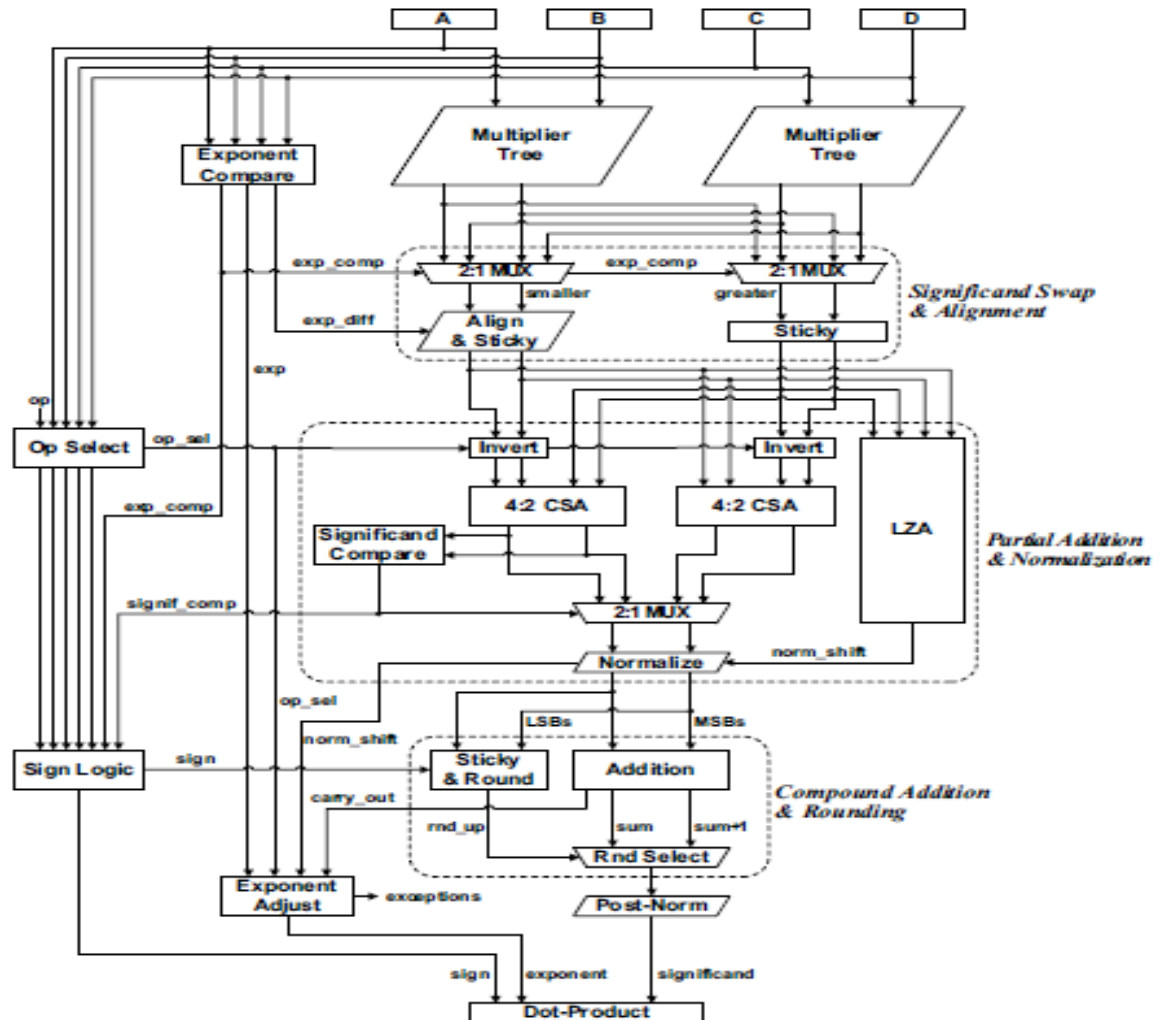 A
B
C
D
Multiplier
Tree
Multiplier
Tree
Exponent
Compare
exp_comp
2:1 MUX
exp_comp
2:1 MUX
smaller
greater
Significand Swap
& Alignment
exp_diff
Align
& Sticky
Sticky
exp
op
Op Select
op_sel
Invert
Invert
exp_comp
4:2 CSA
4:2 CSA
LZA
Significand
Compare
Partial Addition
& Normalization
signif_comp
2:1 MUX
Normalize
norm_shift
op_sel
norm_shift
LSBs
MSBs
Sign Logic
sign
Sticky
& Round
Addition
Compound Addition
& Rounding
carry_out
rnd_up
sum
sum+1
Rnd Select
Exponent
Adjust
exceptions
Post-Norm
sign
exponent
significand
Dot-Product